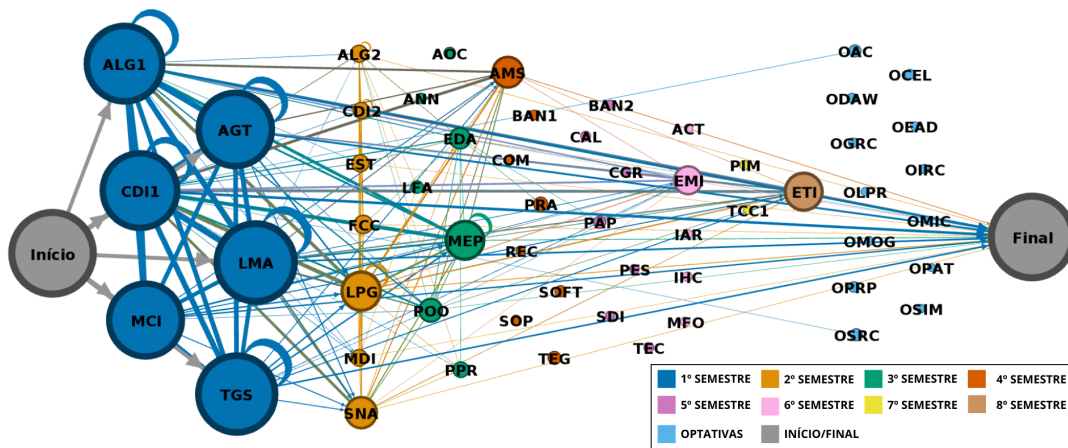 ALG1
ALG2
AOC
OAC
AMS
OCEL
ANN
BAN2
ODAW
CDI2
BAN1
AGT
ACT
OEAD
EDA
CAL
OGRC
EST
COM
CGR
PIM
OIRC
EMI
CDI1
LFA
ETI
OLPR
PRA
TCC1
FCC
PAP
OMIC
IAR
MEP
Final
OMOG
Início
REC
LMA
PES
IHC
OPAT
OPRP
LPG
SOFT
POO
OSIM
SDI
MCI
SOP
MFO
OSRC
TEC
MDI
TEG
PPR
TGS
SNA
1º SEMESTRE 2º SEMESTRE 3º SEMESTRE 4º SEMESTRE
5º SEMESTRE 6º SEMESTRE 7º SEMESTRE 8º SEMESTRE
OPTATIVAS INÍCIO/FINAL